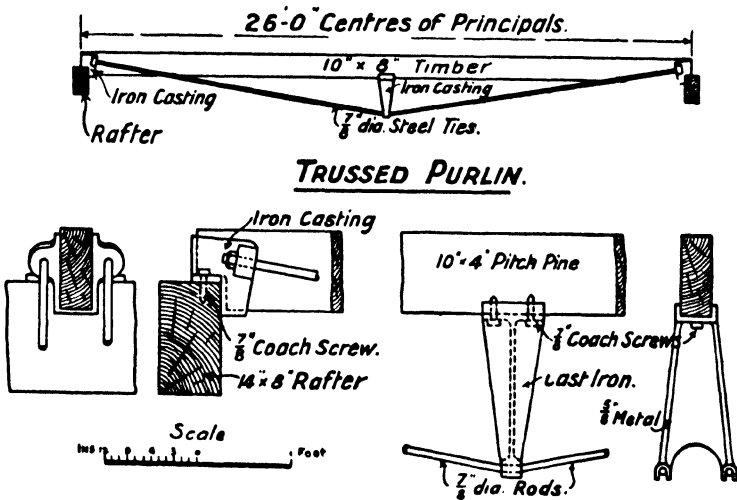 26'-0" Centres of Principals.
10" x 8" Timber
Iron Casting
Iron Casting
Rafter
7/8" dia. Steel Ties.
TRUSSED PURLIN.
Iron Casting
10" x 4" Pitch Pine
7/8" Coach Screw.
7/8" Coach Screw
14" x 8" Rafter
Cast Iron.
5/8" Metal
Scale
Ins
Foot
7/8" dia. Rods.